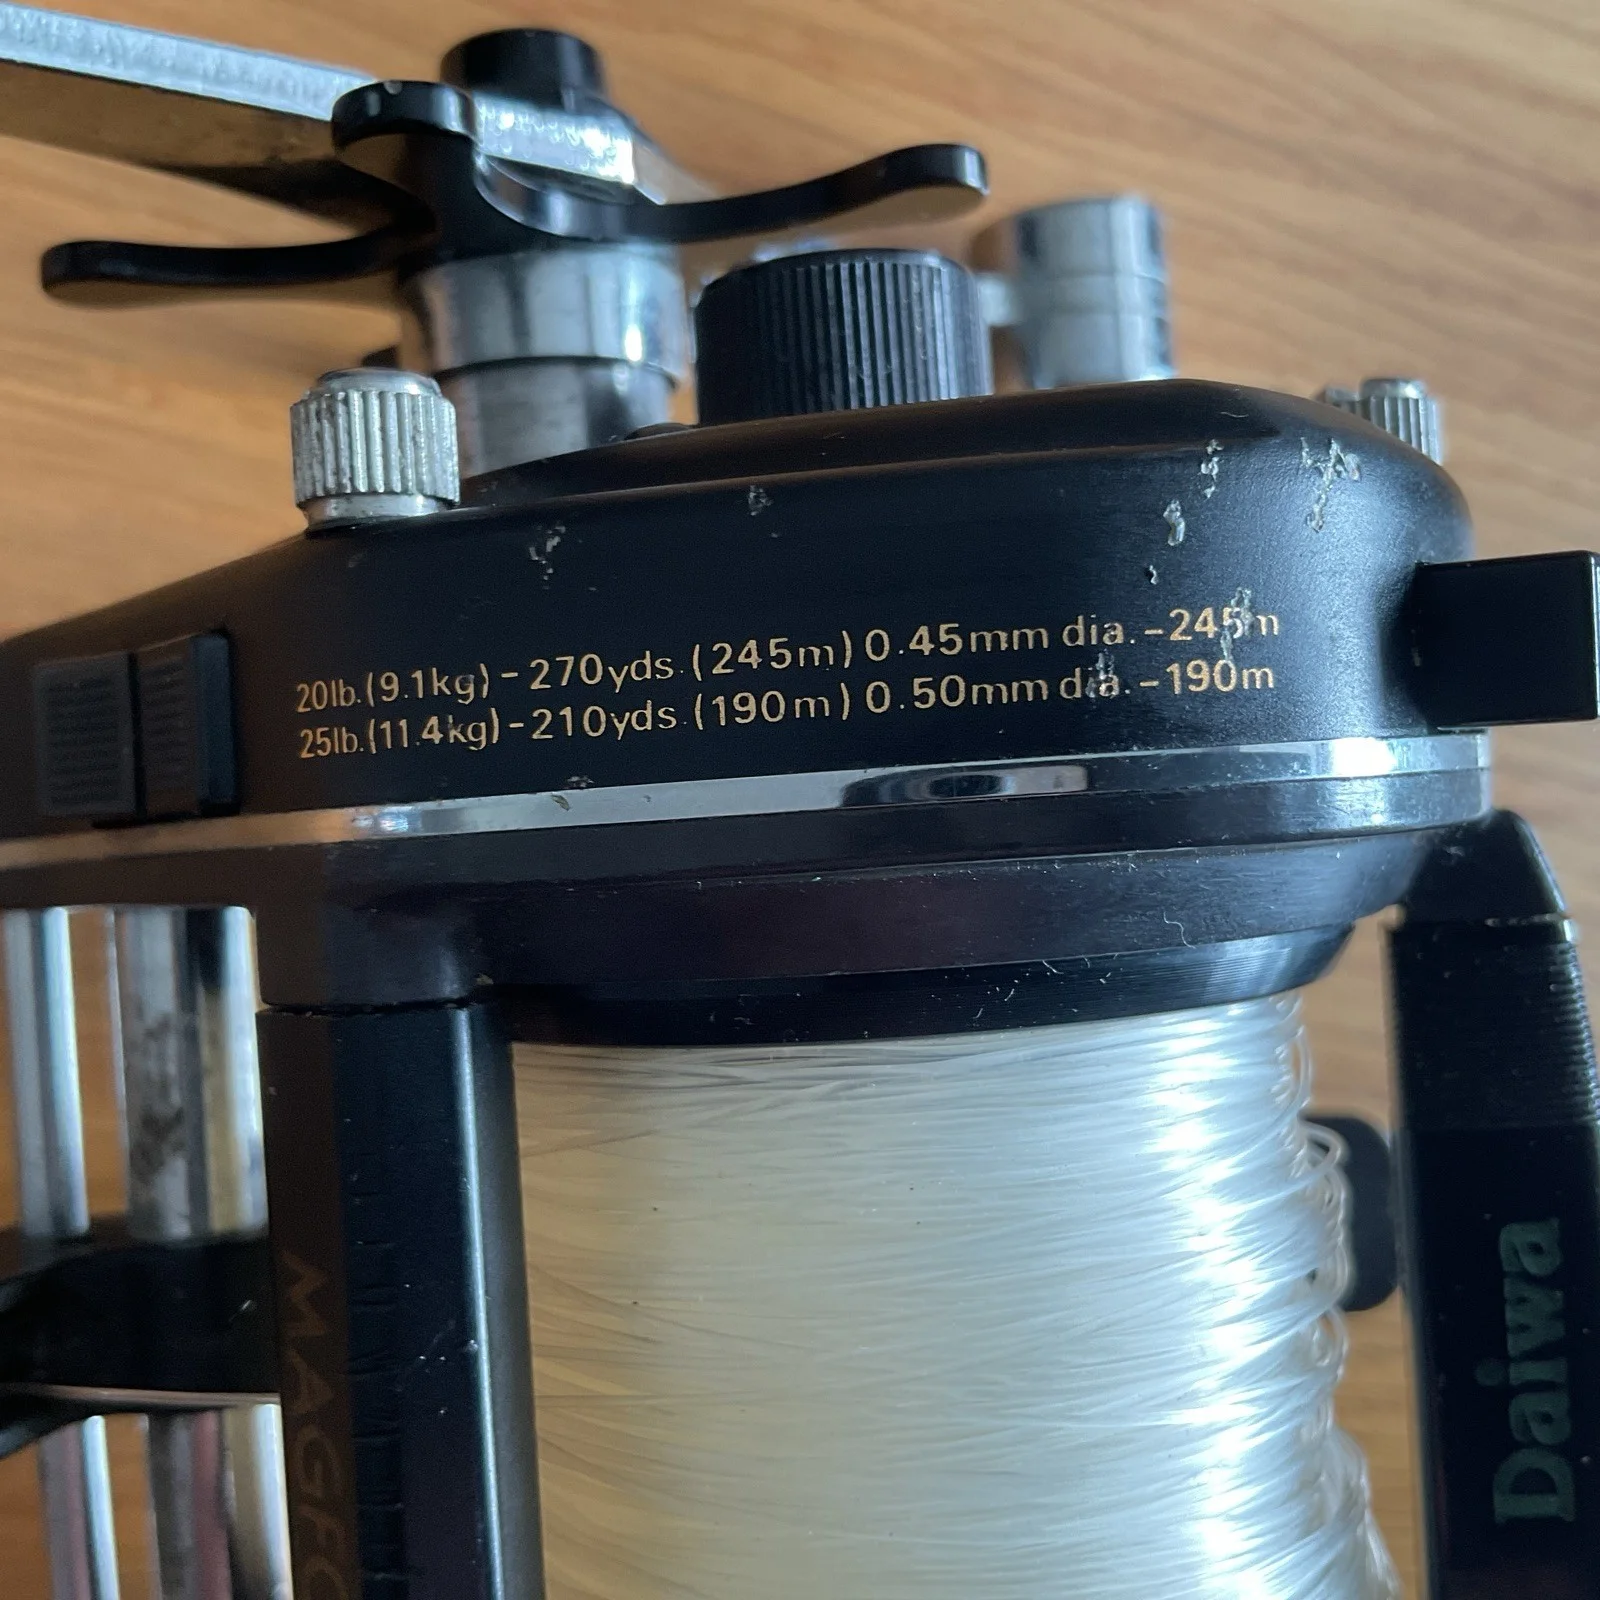 20lb.(9.1kg)-270yds.(245m) 0.45mm dia.-245m
25lb.(11.4kg)-210yds.(190m) 0.50mm dia.-190m
Daiwa